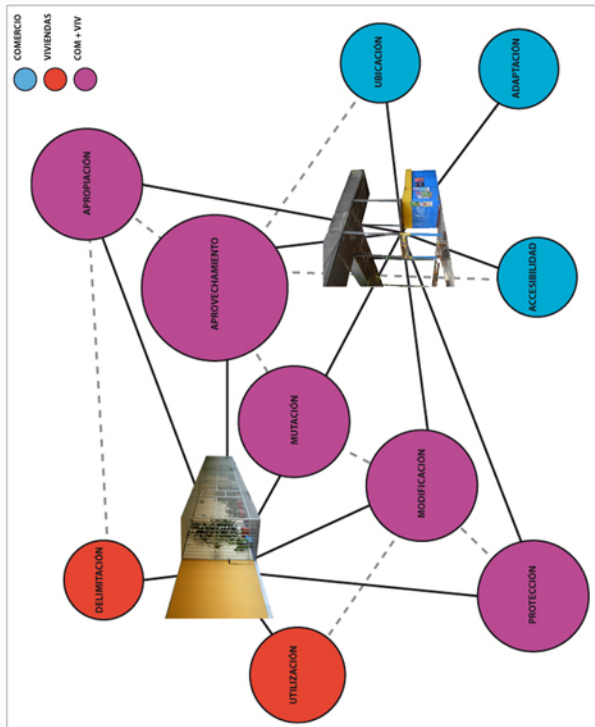 COMERCIO
VIVIENDAS
COM + VIV
DELIMITACIÓN
APROPIACIÓN
UTILIZACIÓN
APROVECHAMIENTO
MUTACIÓN
MODIFICACIÓN
PROTECCIÓN
UBICACIÓN
ACCESIBILIDAD
ADAPTACIÓN